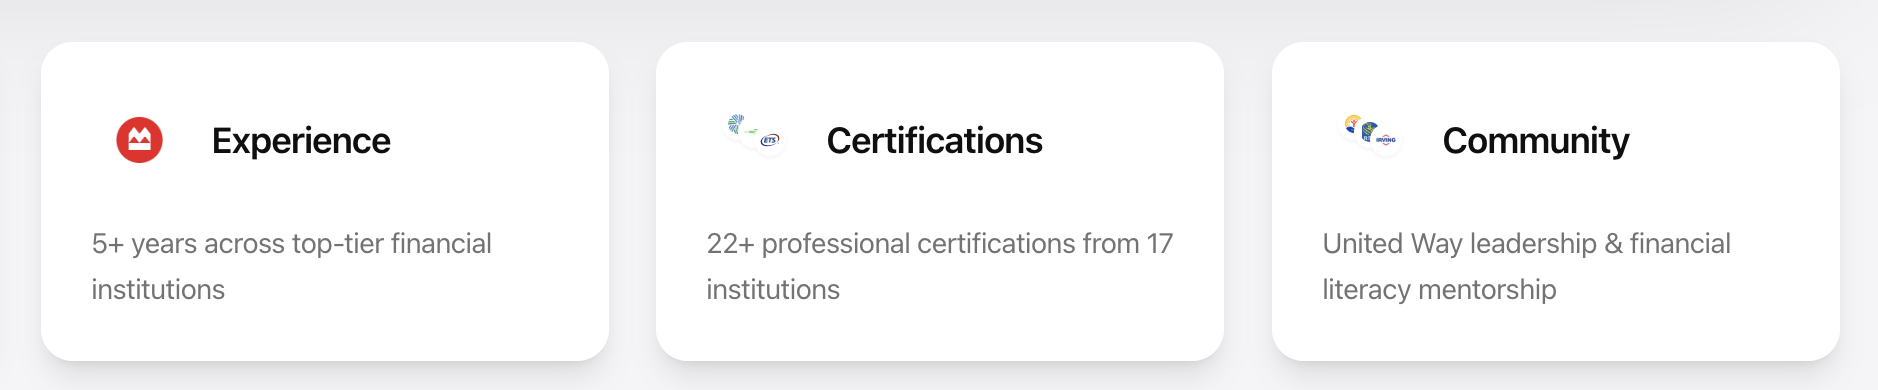 Experience
5+ years across top-tier financial
institutions
ETS
Certifications
22+ professional certifications from 17
institutions
IRVING
Community
United Way leadership & financial
literacy mentorship